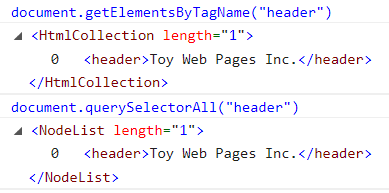 document.getElementsByTagName("header")
<HtmlCollection length="1">
0 <header>Toy Web Pages Inc.</header>
</HtmlCollection>
document.querySelectorAll("header")
<NodeList length="1">
0 <header>Toy Web Pages Inc.</header>
</NodeList>